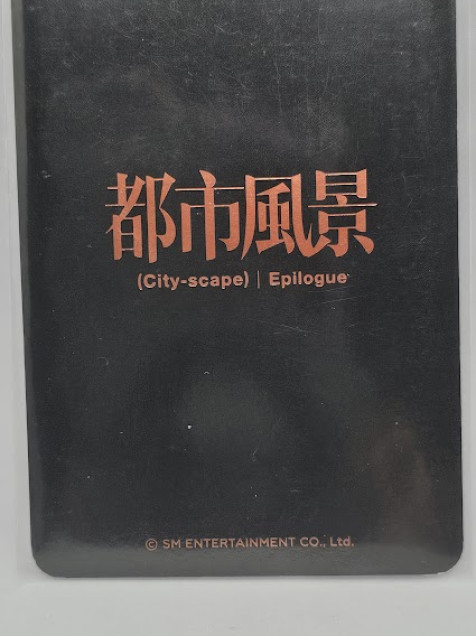 都市風景
(City-scape) | Epilogue
© SM ENTERTAINMENT CO., Ltd.